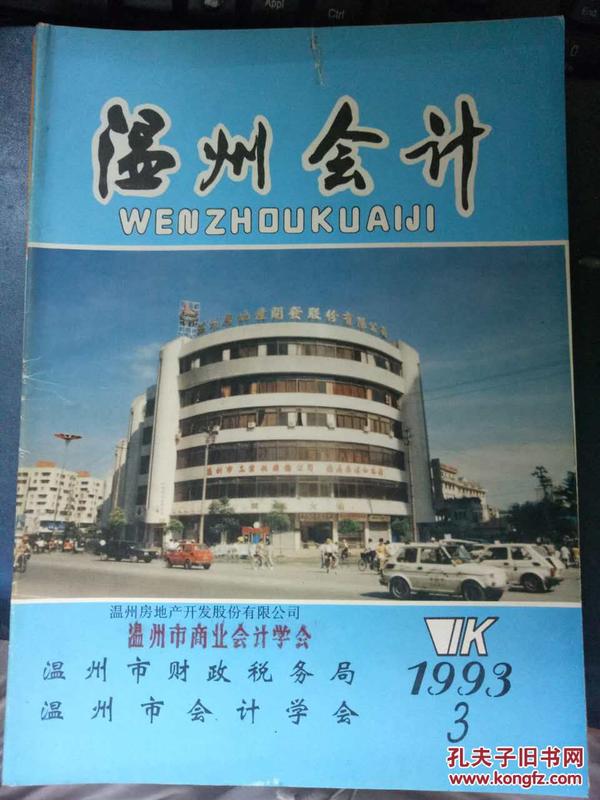 Appl
Ctrl
温州会计
WENZHOUKUAIJI
温州房地产开发股份有限公司
温州市商业会计学会
温州市财政税务局
温州市会计学会
WK
1993
3
孔夫子旧书网
www.kongfz.com